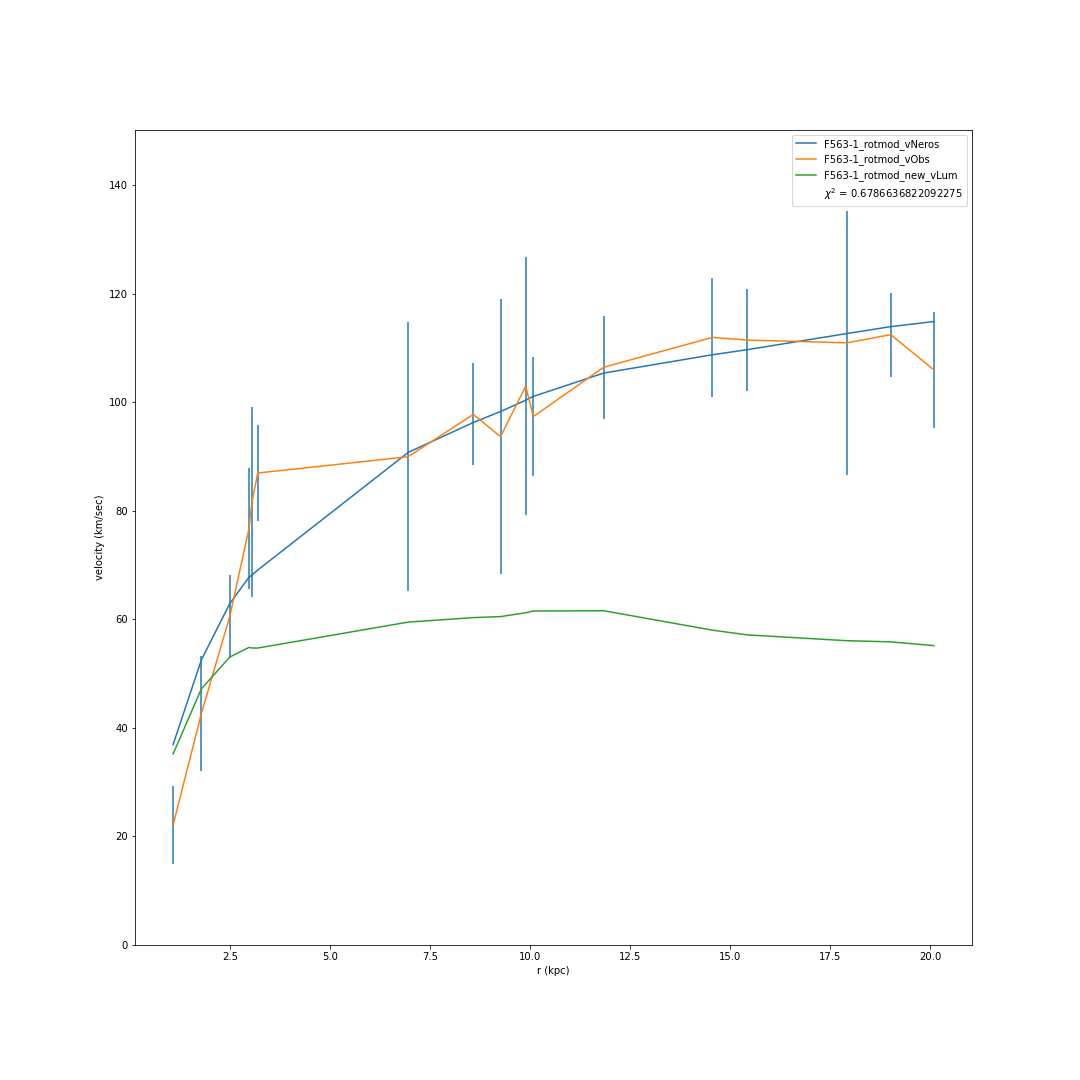 F563-1_rotmod_vNeros
F563-1_rotmod_vObs
F563-1_rotmod_new_vLum
χ² = 0.6786636822092275
140
120
100
80
60
40
20
0
velocity (km/sec)
2.5 5.0 7.5 10.0 12.5 15.0 17.5 20.0
r (kpc)